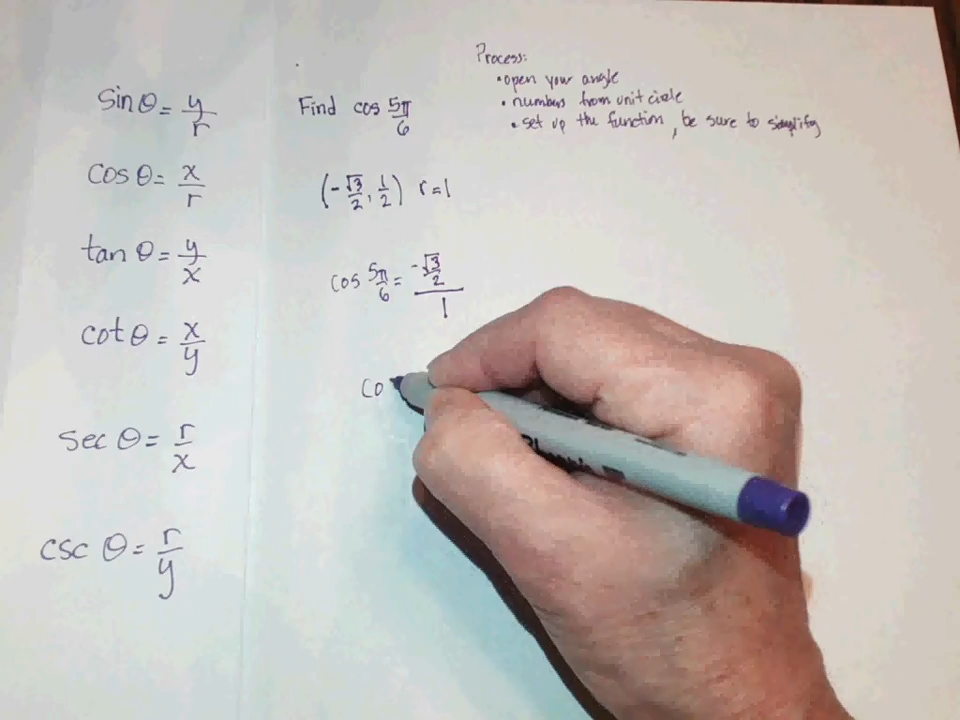 sin θ = y/r
cos θ = x/r
tan θ = y/x
cot θ = x/y
sec θ = r/x
csc θ = r/y
Find cos 5π/6
(-√3/2, 1/2) r=1
cos 5π/6 = (-√3/2)/1
co
Process:
• open your angle
• numbers from unit circle
• set up the function, be sure to simplify